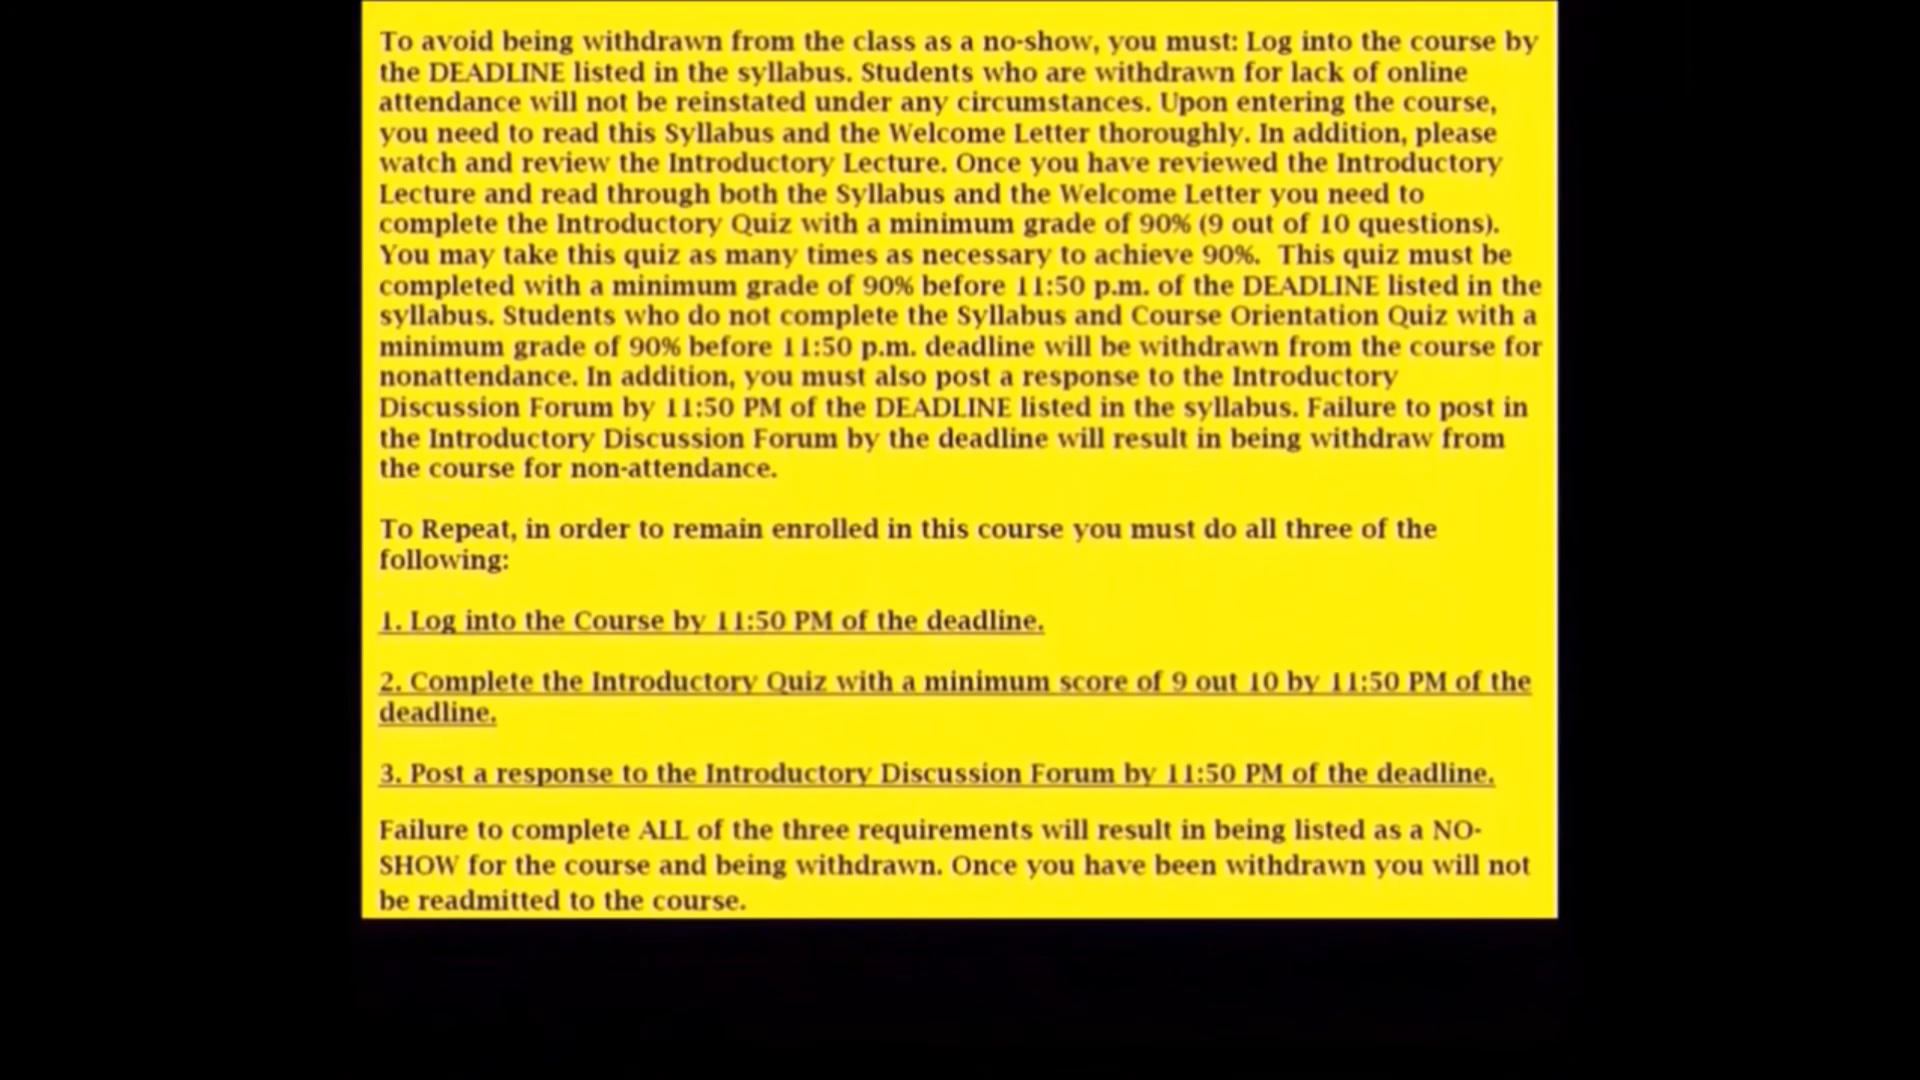 To avoid being withdrawn from the class as a no-show, you must: Log into the course by
the DEADLINE listed in the syllabus. Students who are withdrawn for lack of online
attendance will not be reinstated under any circumstances. Upon entering the course,
you need to read this Syllabus and the Welcome Letter thoroughly. In addition, please
watch and review the Introductory Lecture. Once you have reviewed the Introductory
Lecture and read through both the Syllabus and the Welcome Letter you need to
complete the Introductory Quiz with a minimum grade of 90% (9 out of 10 questions).
You may take this quiz as many times as necessary to achieve 90%.  This quiz must be
completed with a minimum grade of 90% before 11:50 p.m. of the DEADLINE listed in the
syllabus. Students who do not complete the Syllabus and Course Orientation Quiz with a
minimum grade of 90% before 11:50 p.m. deadline will be withdrawn from the course for
nonattendance. In addition, you must also post a response to the Introductory
Discussion Forum by 11:50 PM of the DEADLINE listed in the syllabus. Failure to post in
the Introductory Discussion Forum by the deadline will result in being withdraw from
the course for non-attendance.
To Repeat, in order to remain enrolled in this course you must do all three of the
following:
1. Log into the Course by 11:50 PM of the deadline.
2. Complete the Introductory Quiz with a minimum score of 9 out 10 by 11:50 PM of the
deadline.
3. Post a response to the Introductory Discussion Forum by 11:50 PM of the deadline.
Failure to complete ALL of the three requirements will result in being listed as a NO-
SHOW for the course and being withdrawn. Once you have been withdrawn you will not
be readmitted to the course.